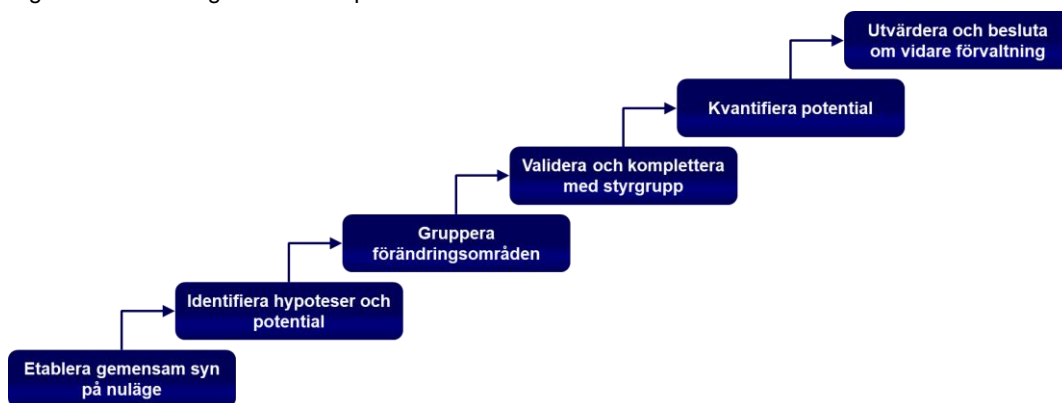 Utvärdera och besluta
om vidare förvaltning
Kvantifiera potential
Validera och komplettera
med styrgrupp
Gruppera
förändringsområden
Identifiera hypoteser och
potential
Etablera gemensam syn
på nuläge